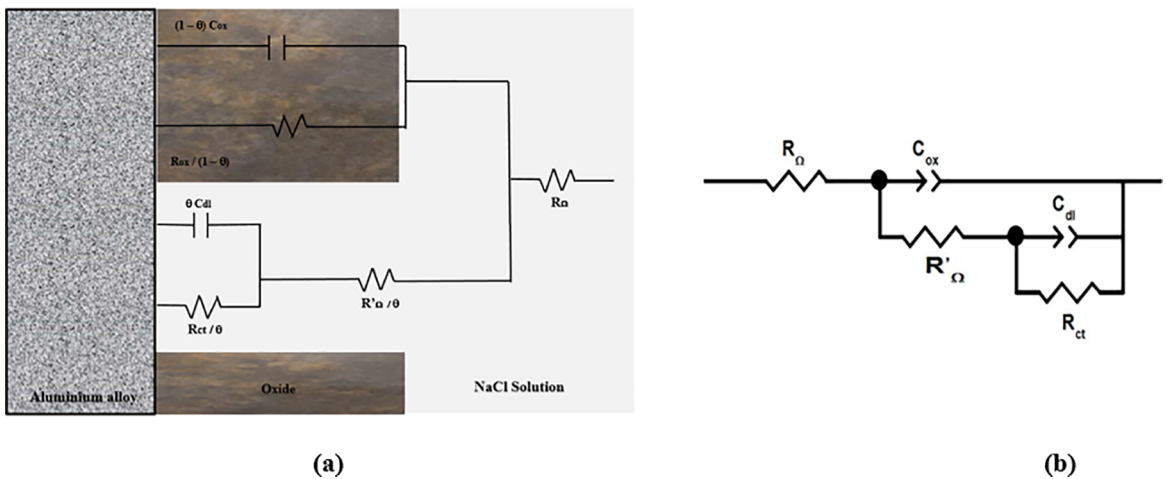 (1 – θ) Cox
Rox / (1 – θ)
θ Cdl
Rct / θ
R'Ω / θ
RΩ
Aluminium alloy
Oxide
NaCl Solution
(a)
RΩ
Cox
R'Ω
Cdl
Rct
(b)